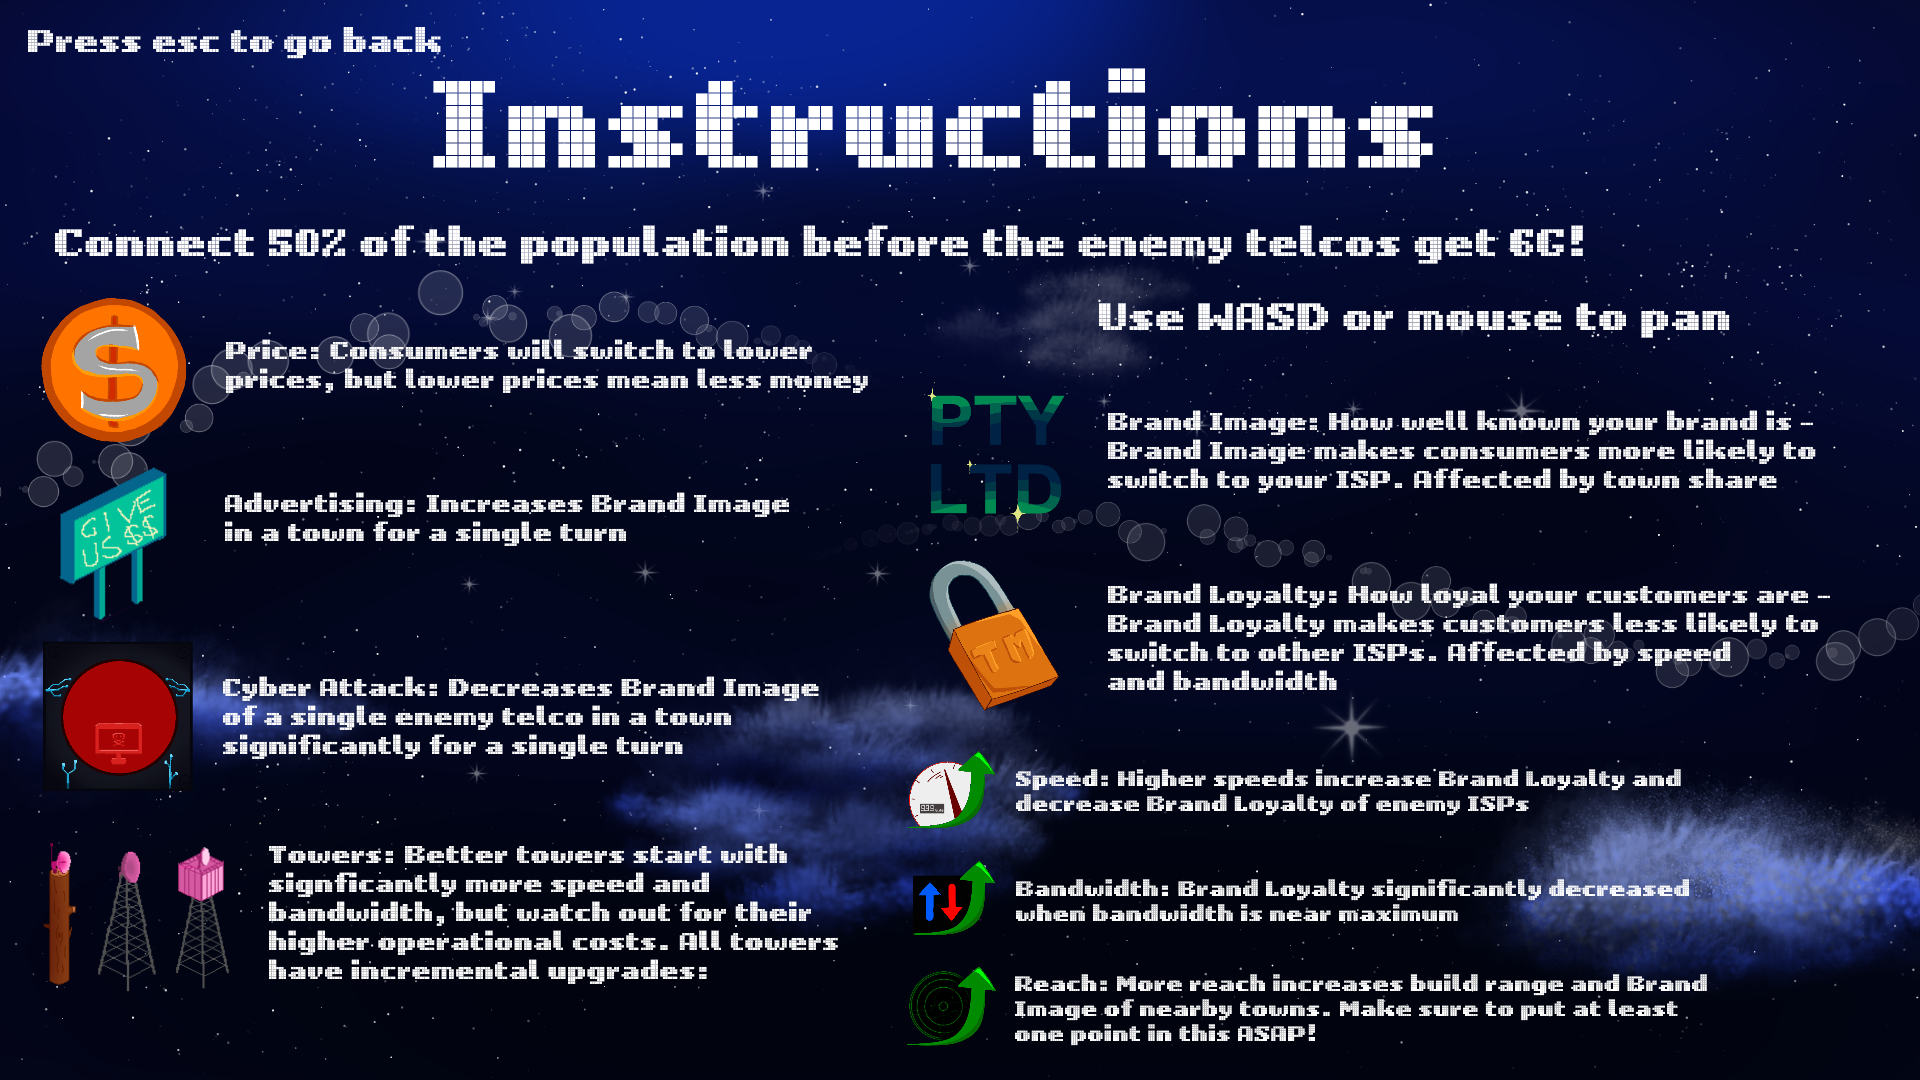 Press esc to go back
Instructions
Connect 50% of the population before the enemy telcos get 6G!
Use WASD or mouse to pan
Price: Consumers will switch to lower
prices, but lower prices mean less money
GIVE
US $$
Advertising: Increases Brand Image
in a town for a single turn
Cyber Attack: Decreases Brand Image
of a single enemy telco in a town
significantly for a single turn
Towers: Better towers start with
signficantly more speed and
bandwidth, but watch out for their
higher operational costs. All towers
have incremental upgrades:
PTY
LTD
Brand Image: How well known your brand is -
Brand Image makes consumers more likely to
switch to your ISP. Affected by town share
TM
Brand Loyalty: How loyal your customers are -
Brand Loyalty makes customers less likely to
switch to other ISPs. Affected by speed
and bandwidth
Speed: Higher speeds increase Brand Loyalty and
decrease Brand Loyalty of enemy ISPs
Bandwidth: Brand Loyalty significantly decreased
when bandwidth is near maximum
Reach: More reach increases build range and Brand
Image of nearby towns. Make sure to put at least
one point in this ASAP!